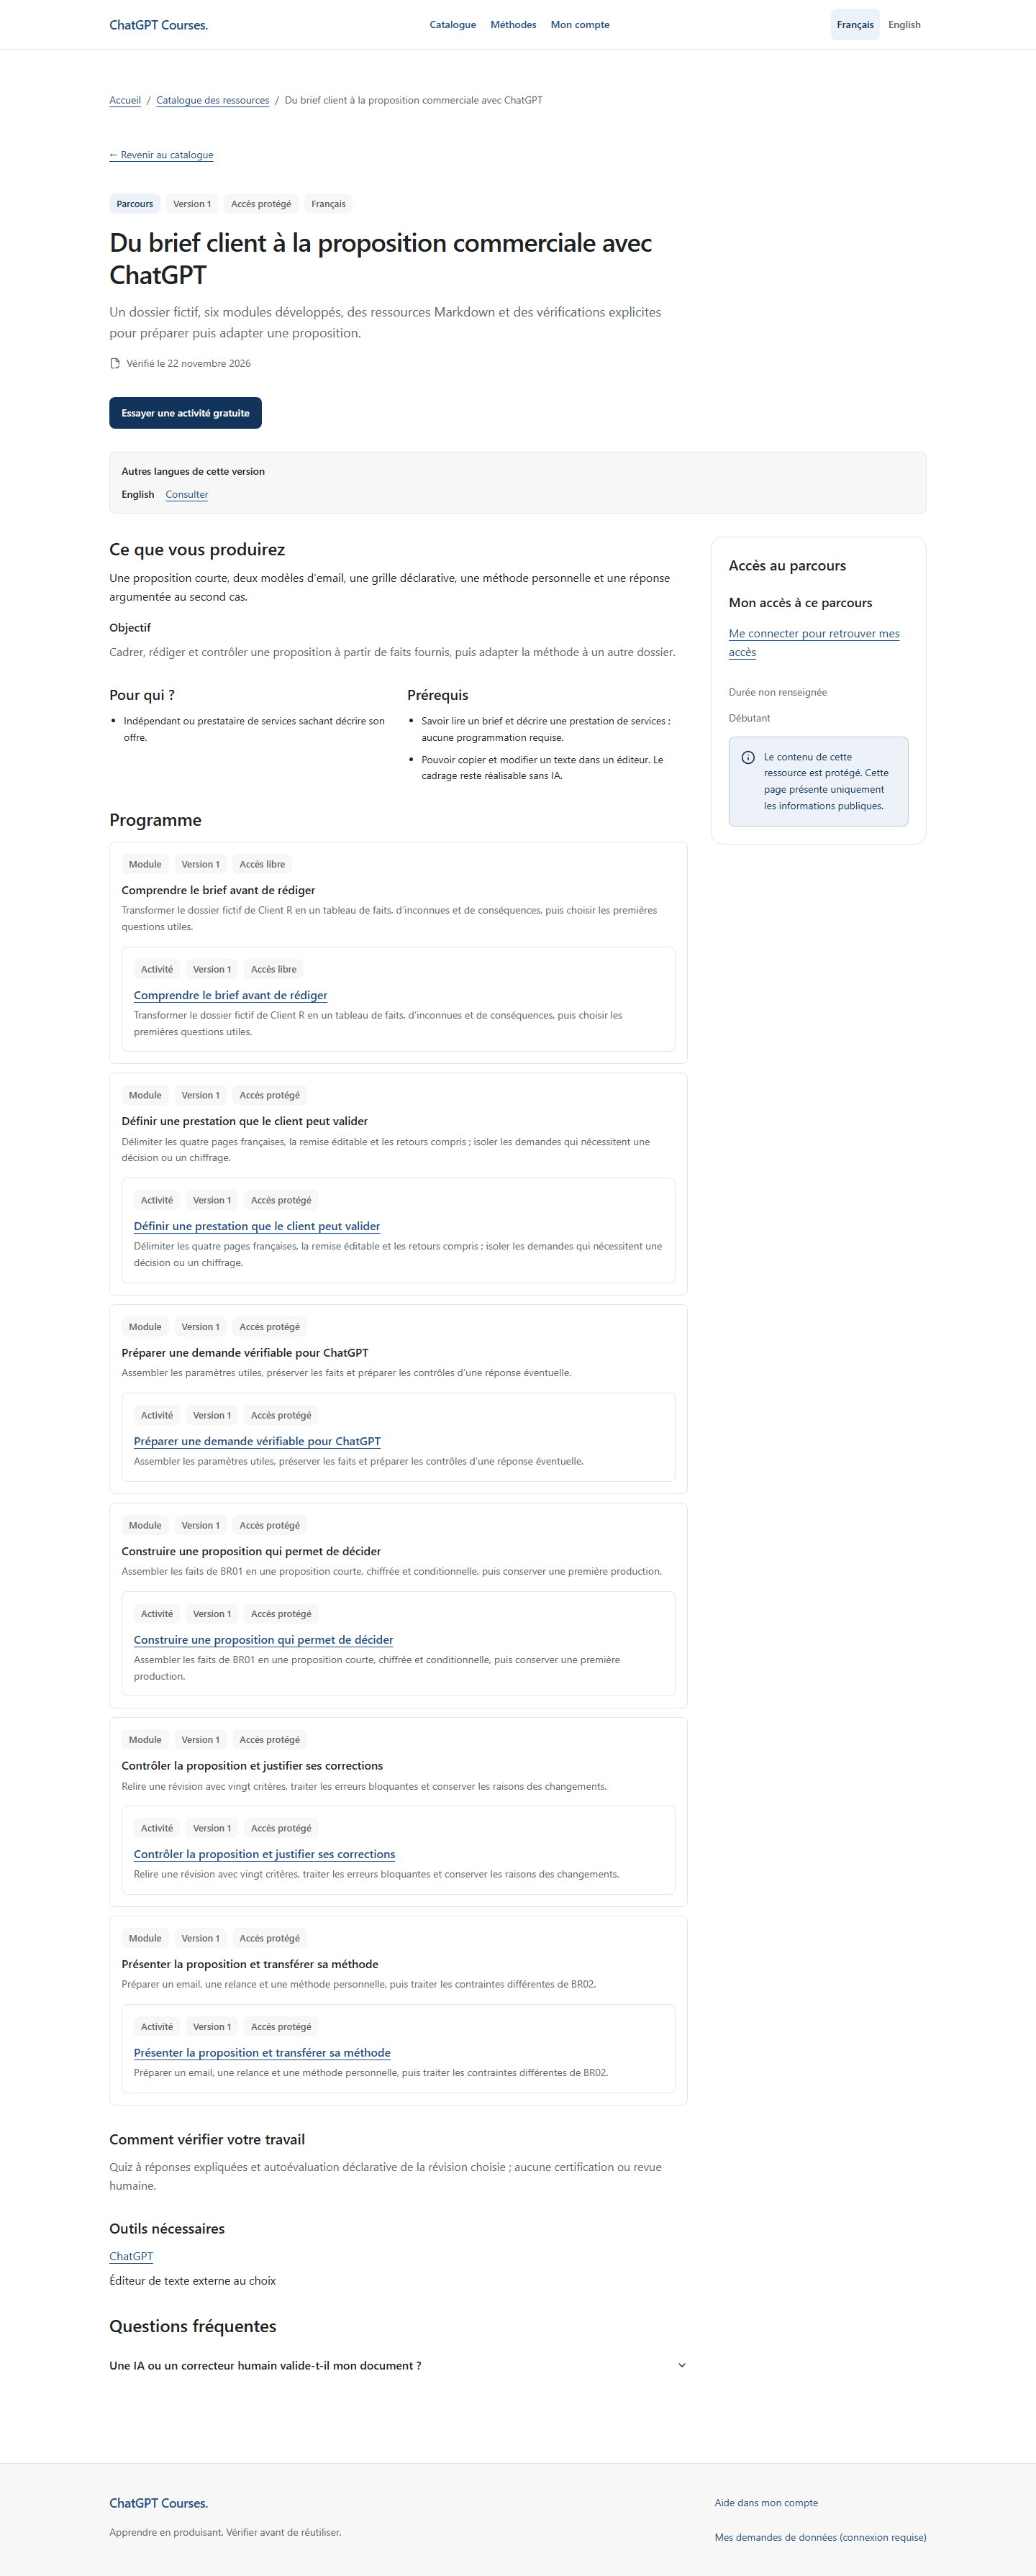 ChatGPT Courses.
Catalogue Méthodes Mon compte
Français English
Accueil / Catalogue des ressources / Du brief client à la proposition commerciale avec ChatGPT
← Revenir au catalogue
Parcours Version 1 Accès protégé Français
Du brief client à la proposition commerciale avec
ChatGPT
Un dossier fictif, six modules développés, des ressources Markdown et des vérifications explicites
pour préparer puis adapter une proposition.
Vérifié le 22 novembre 2026
Essayer une activité gratuite
Autres langues de cette version
English Consulter
Ce que vous produirez
Une proposition courte, deux modèles d’email, une grille déclarative, une méthode personnelle et une réponse
argumentée au second cas.
Objectif
Cadrer, rédiger et contrôler une proposition à partir de faits fournis, puis adapter la méthode à un autre dossier.
Pour qui ?
• Indépendant ou prestataire de services sachant décrire son
offre.
Prérequis
• Savoir lire un brief et décrire une prestation de services ;
aucune programmation requise.
• Pouvoir copier et modifier un texte dans un éditeur. Le
cadrage reste réalisable sans IA.
Programme
Module Version 1 Accès libre
Comprendre le brief avant de rédiger
Transformer le dossier fictif de Client R en un tableau de faits, d’inconnues et de conséquences, puis choisir les premières
questions utiles.
Activité Version 1 Accès libre
Comprendre le brief avant de rédiger
Transformer le dossier fictif de Client R en un tableau de faits, d’inconnues et de conséquences, puis choisir les
premières questions utiles.
Module Version 1 Accès protégé
Définir une prestation que le client peut valider
Délimiter les quatre pages françaises, la remise éditable et les retours compris ; isoler les demandes qui nécessitent une
décision ou un chiffrage.
Activité Version 1 Accès protégé
Définir une prestation que le client peut valider
Délimiter les quatre pages françaises, la remise éditable et les retours compris ; isoler les demandes qui nécessitent une
décision ou un chiffrage.
Module Version 1 Accès protégé
Préparer une demande vérifiable pour ChatGPT
Assembler les paramètres utiles, préserver les faits et préparer les contrôles d’une réponse éventuelle.
Activité Version 1 Accès protégé
Préparer une demande vérifiable pour ChatGPT
Assembler les paramètres utiles, préserver les faits et préparer les contrôles d’une réponse éventuelle.
Module Version 1 Accès protégé
Construire une proposition qui permet de décider
Assembler les faits de BR01 en une proposition courte, chiffrée et conditionnelle, puis conserver une première production.
Activité Version 1 Accès protégé
Construire une proposition qui permet de décider
Assembler les faits de BR01 en une proposition courte, chiffrée et conditionnelle, puis conserver une première
production.
Module Version 1 Accès protégé
Contrôler la proposition et justifier ses corrections
Relire une révision avec vingt critères, traiter les erreurs bloquantes et conserver les raisons des changements.
Activité Version 1 Accès protégé
Contrôler la proposition et justifier ses corrections
Relire une révision avec vingt critères, traiter les erreurs bloquantes et conserver les raisons des changements.
Module Version 1 Accès protégé
Présenter la proposition et transférer sa méthode
Préparer un email, une relance et une méthode personnelle, puis traiter les contraintes différentes de BR02.
Activité Version 1 Accès protégé
Présenter la proposition et transférer sa méthode
Préparer un email, une relance et une méthode personnelle, puis traiter les contraintes différentes de BR02.
Comment vérifier votre travail
Quiz à réponses expliquées et autoévaluation déclarative de la révision choisie ; aucune certification ou revue
humaine.
Outils nécessaires
ChatGPT
Éditeur de texte externe au choix
Questions fréquentes
Une IA ou un correcteur humain valide-t-il mon document ?
Accès au parcours
Mon accès à ce parcours
Me connecter pour retrouver mes
accès
Durée non renseignée
Débutant
Le contenu de cette
ressource est protégé. Cette
page présente uniquement
les informations publiques.
ChatGPT Courses.
Apprendre en produisant. Vérifier avant de réutiliser.
Aide dans mon compte
Mes demandes de données (connexion requise)